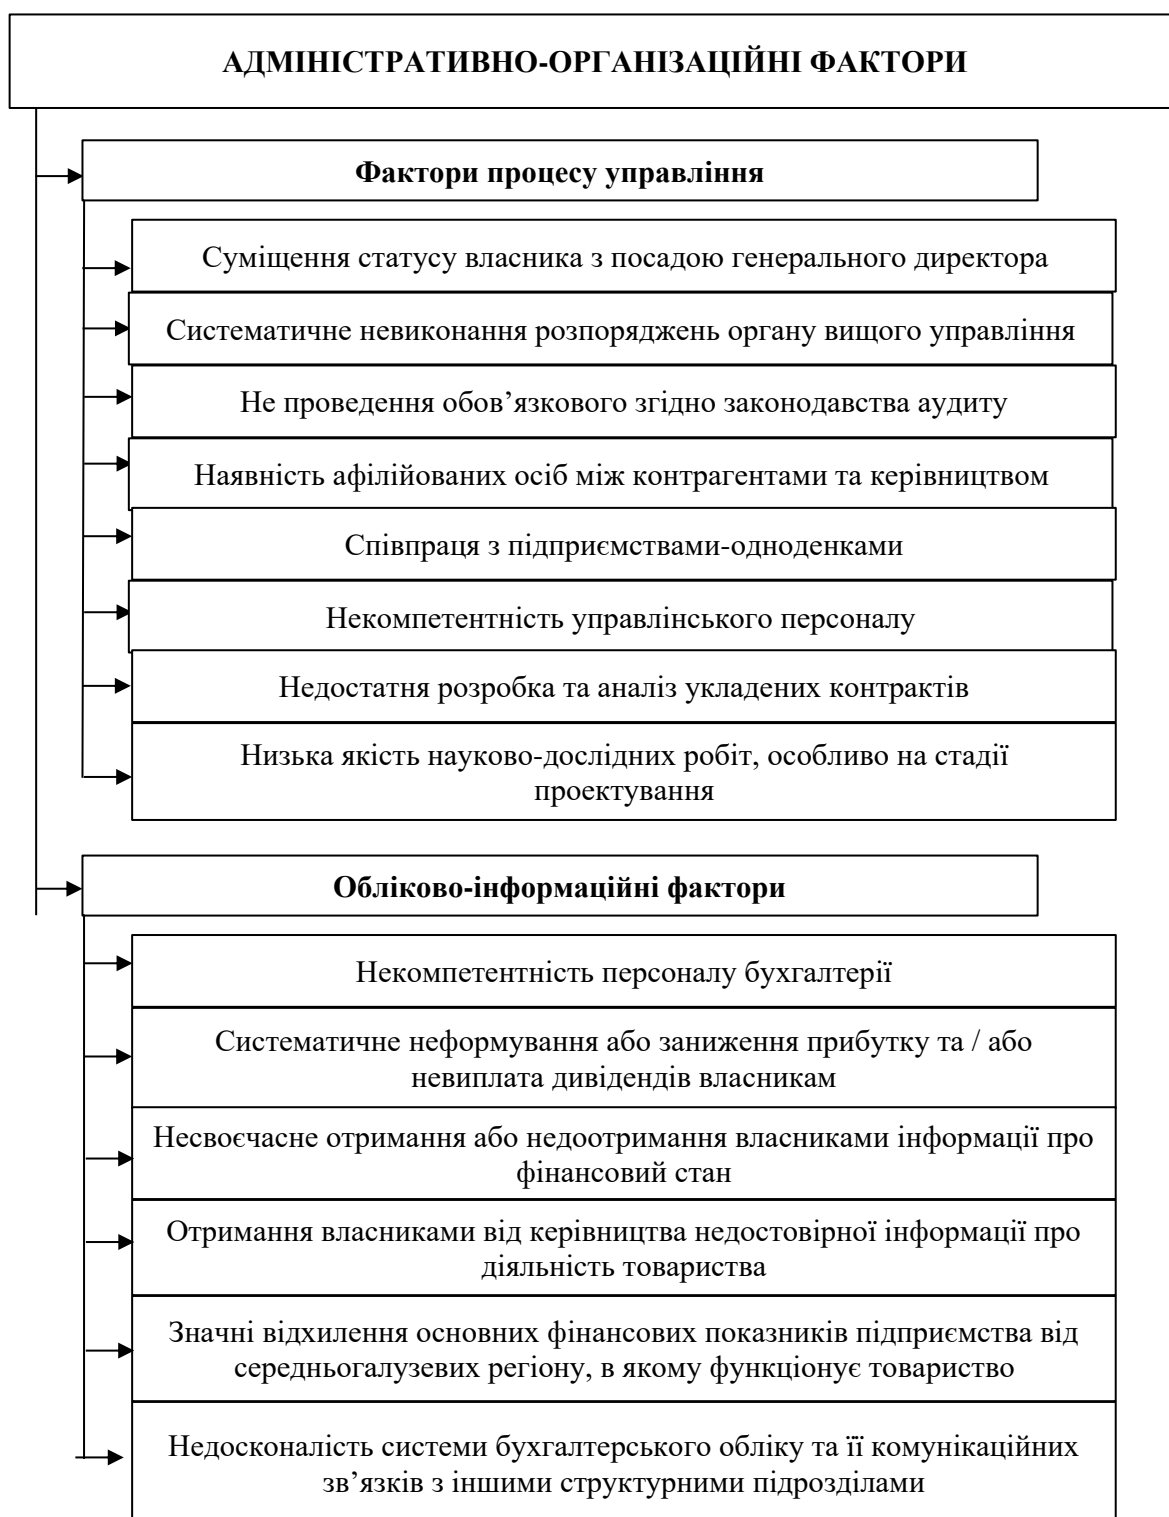 АДМІНІСТРАТИВНО-ОРГАНІЗАЦІЙНІ ФАКТОРИ
Фактори процесу управління
Суміщення статусу власника з посадою генерального директора
Систематичне невиконання розпоряджень органу вищого управління
Не проведення обов’язкового згідно законодавства аудиту
Наявність афілійованих осіб між контрагентами та керівництвом
Співпраця з підприємствами-одноденками
Некомпетентність управлінського персоналу
Недостатня розробка та аналіз укладених контрактів
Низька якість науково-дослідних робіт, особливо на стадії
проектування
Обліково-інформаційні фактори
Некомпетентність персоналу бухгалтерії
Систематичне неформування або заниження прибутку та / або
невиплата дивідендів власникам
Несвоєчасне отримання або недоотримання власниками інформації про
фінансовий стан
Отримання власниками від керівництва недостовірної інформації про
діяльність товариства
Значні відхилення основних фінансових показників підприємства від
середньогалузевих регіону, в якому функціонує товариство
Недосконалість системи бухгалтерського обліку та її комунікаційних
зв’язків з іншими структурними підрозділами